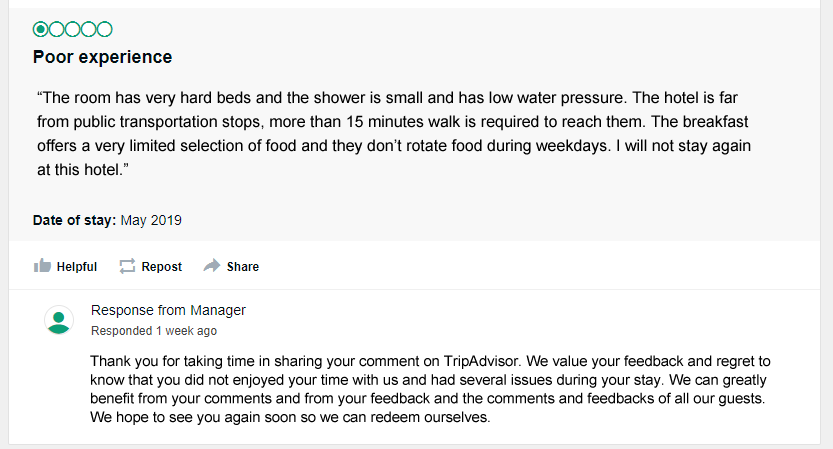 Poor experience
“The room has very hard beds and the shower is small and has low water pressure. The hotel is far
from public transportation stops, more than 15 minutes walk is required to reach them. The breakfast
offers a very limited selection of food and they don’t rotate food during weekdays. I will not stay again
at this hotel.”
Date of stay: May 2019
Helpful Repost Share
Response from Manager
Responded 1 week ago
Thank you for taking time in sharing your comment on TripAdvisor. We value your feedback and regret to
know that you did not enjoyed your time with us and had several issues during your stay. We can greatly
benefit from your comments and from your feedback and the comments and feedbacks of all our guests.
We hope to see you again soon so we can redeem ourselves.